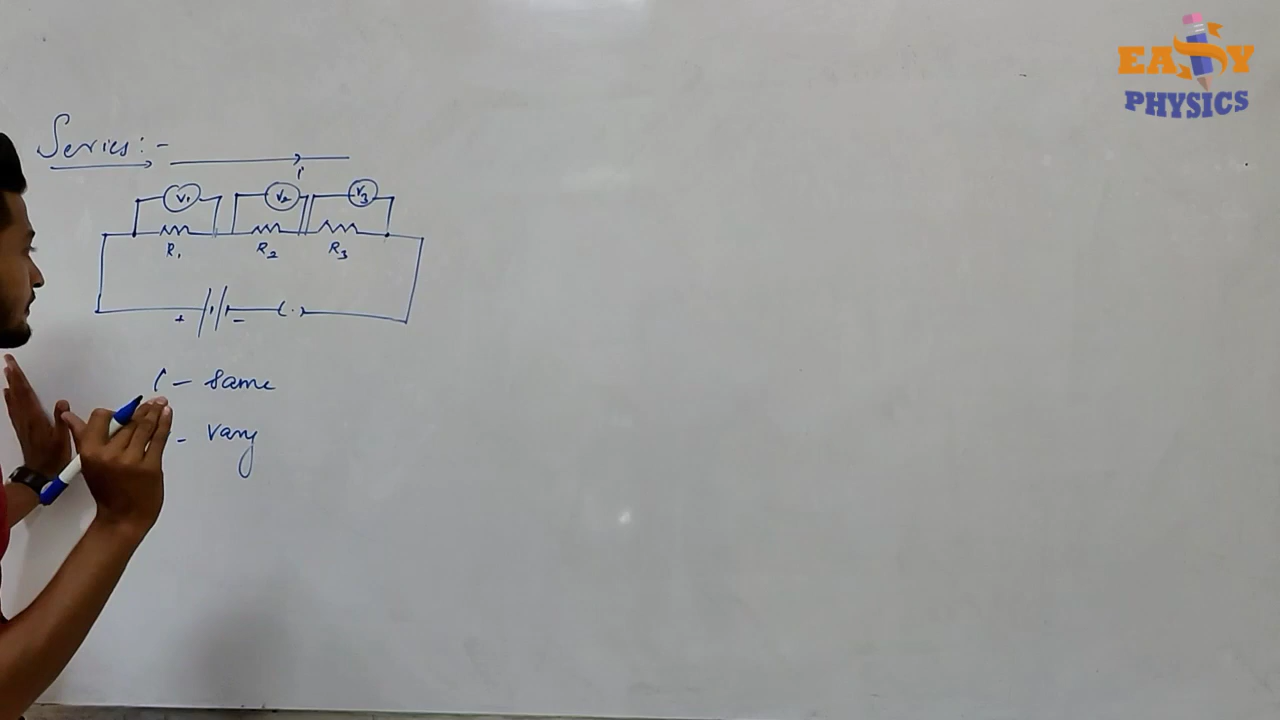 EASY
PHYSICS
Series:-
i
V1 V2 V3
R1 R2 R3
+ -
i - same
- vary